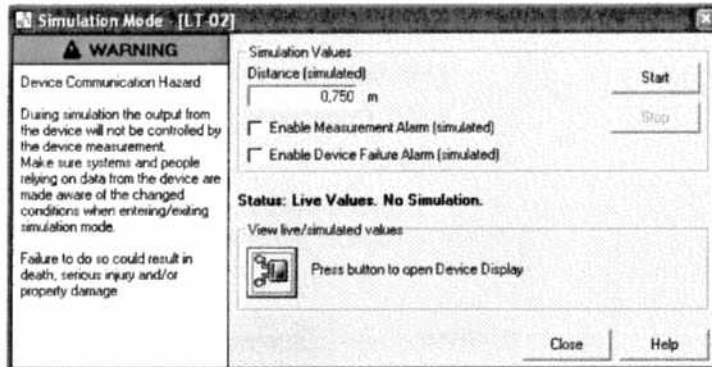 Simulation Mode - [LT-02]
WARNING
Device Communication Hazard
During simulation the output from
the device will not be controlled by
the device measurement.
Make sure systems and people
relying on data from the device are
made aware of the changed
conditions when entering/exiting
simulation mode.
Failure to do so could result in
death, serious injury and/or
property damage
Simulation Values
Distance (simulated)
0,750 m
Enable Measurement Alarm (simulated)
Enable Device Failure Alarm (simulated)
Start
Stop
Status: Live Values. No Simulation.
View live/simulated values
Press button to open Device Display
Close
Help